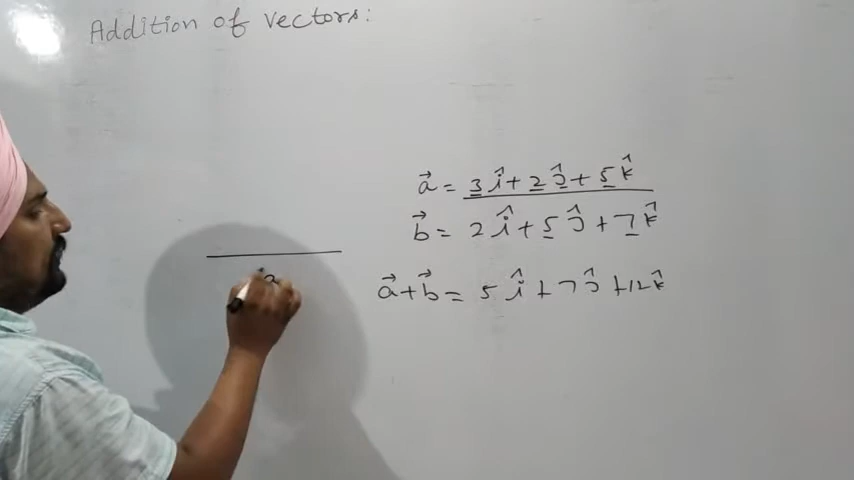 Addition of vectors:
a⃗ = 3î + 2ĵ + 5k̂
b⃗ = 2î + 5ĵ + 7k̂
a⃗ + b⃗ = 5î + 7ĵ + 12k̂